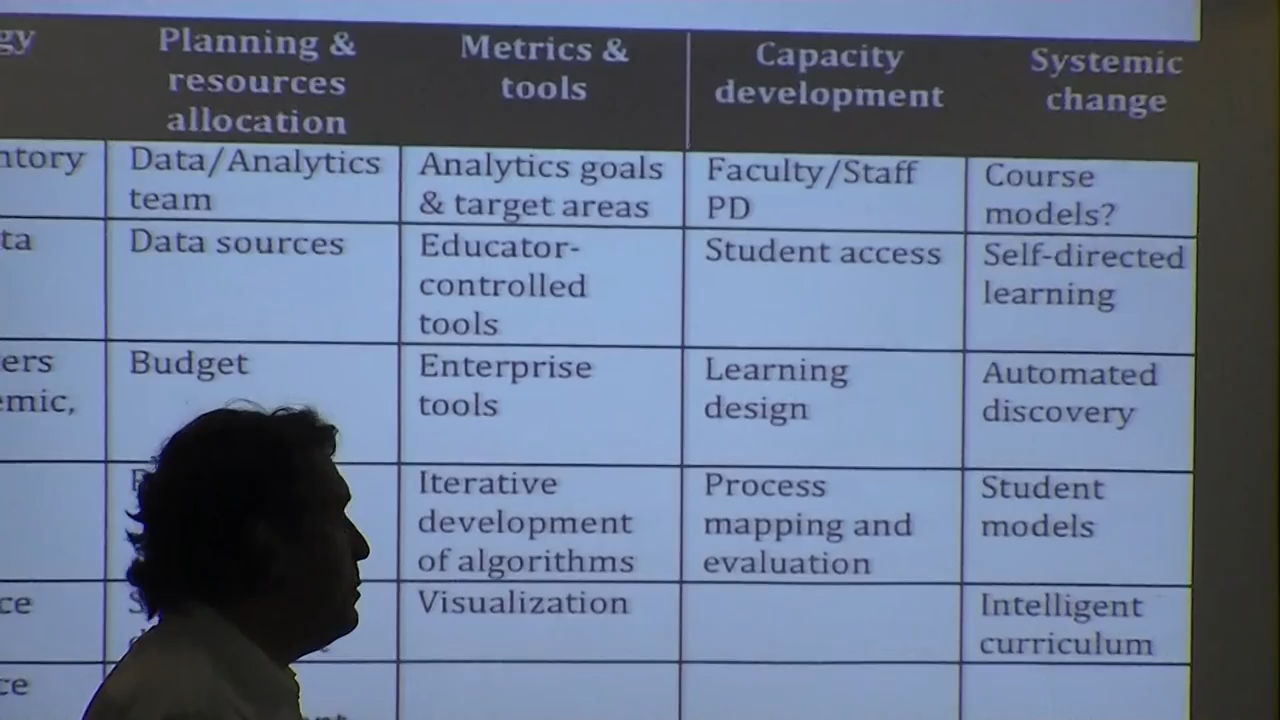 Planning &
resources
allocation
Metrics &
tools
Capacity
development
Systemic
change
Data/Analytics
team
Analytics goals
& target areas
Faculty/Staff
PD
Course
models?
Data sources
Educator-
controlled
tools
Student access
Self-directed
learning
Budget
Enterprise
tools
Learning
design
Automated
discovery
Iterative
development
of algorithms
Process
mapping and
evaluation
Student
models
Visualization
Intelligent
curriculum